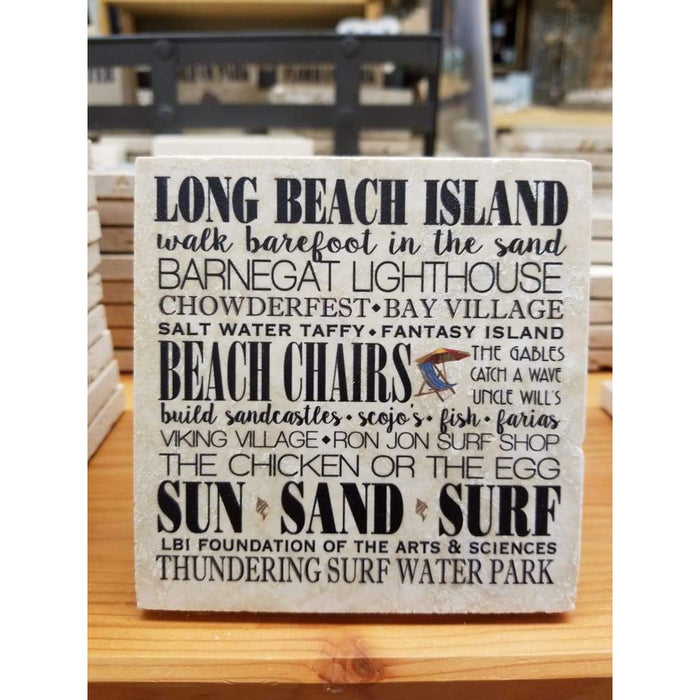 LONG BEACH ISLAND
walk barefoot in the sand
BARNEGAT LIGHTHOUSE
CHOWDERFEST • BAY VILLAGE
SALT WATER TAFFY • FANTASY ISLAND
BEACH CHAIRS
THE GABLES
CATCH A WAVE
UNCLE WILL'S
build sandcastles • scojo's • fish • farias
VIKING VILLAGE • RON JON SURF SHOP
THE CHICKEN OR THE EGG
SUN SAND SURF
LBI FOUNDATION OF THE ARTS & SCIENCES
THUNDERING SURF WATER PARK